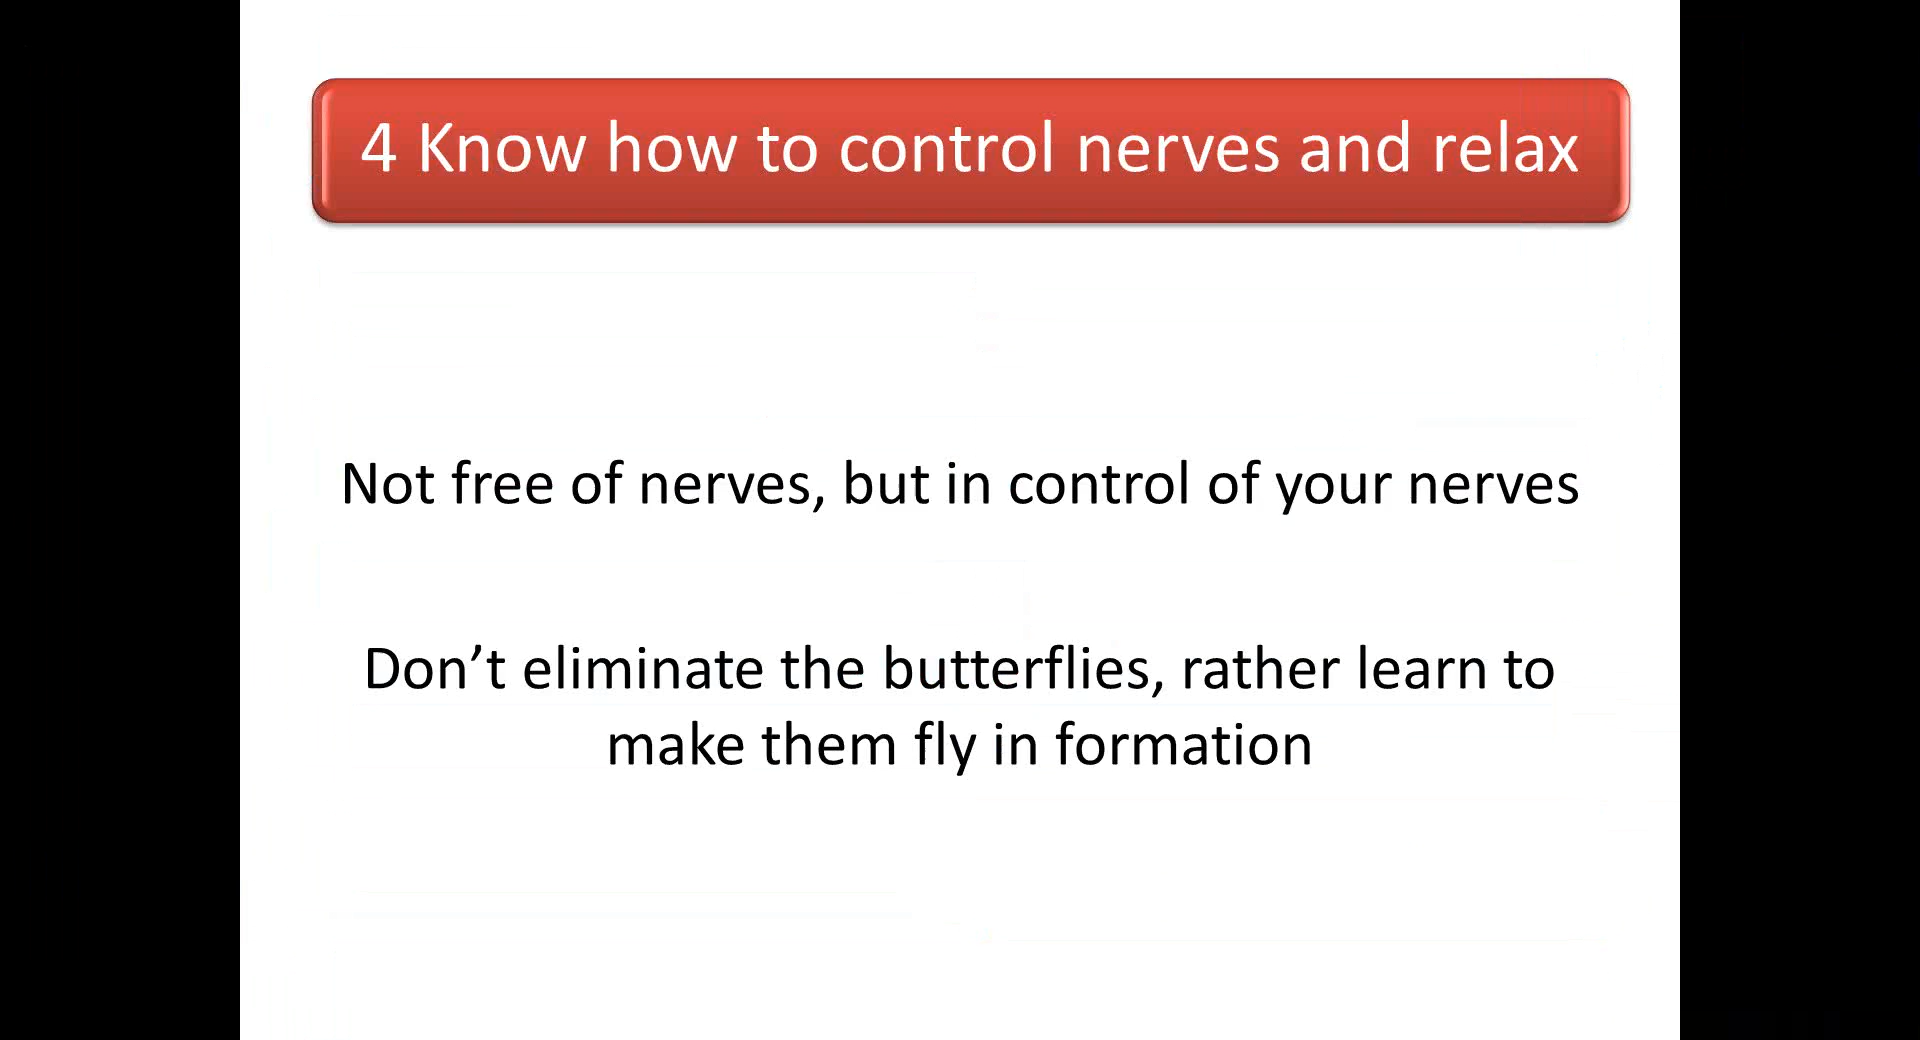 4 Know how to control nerves and relax
Not free of nerves, but in control of your nerves
Don’t eliminate the butterflies, rather learn to
make them fly in formation